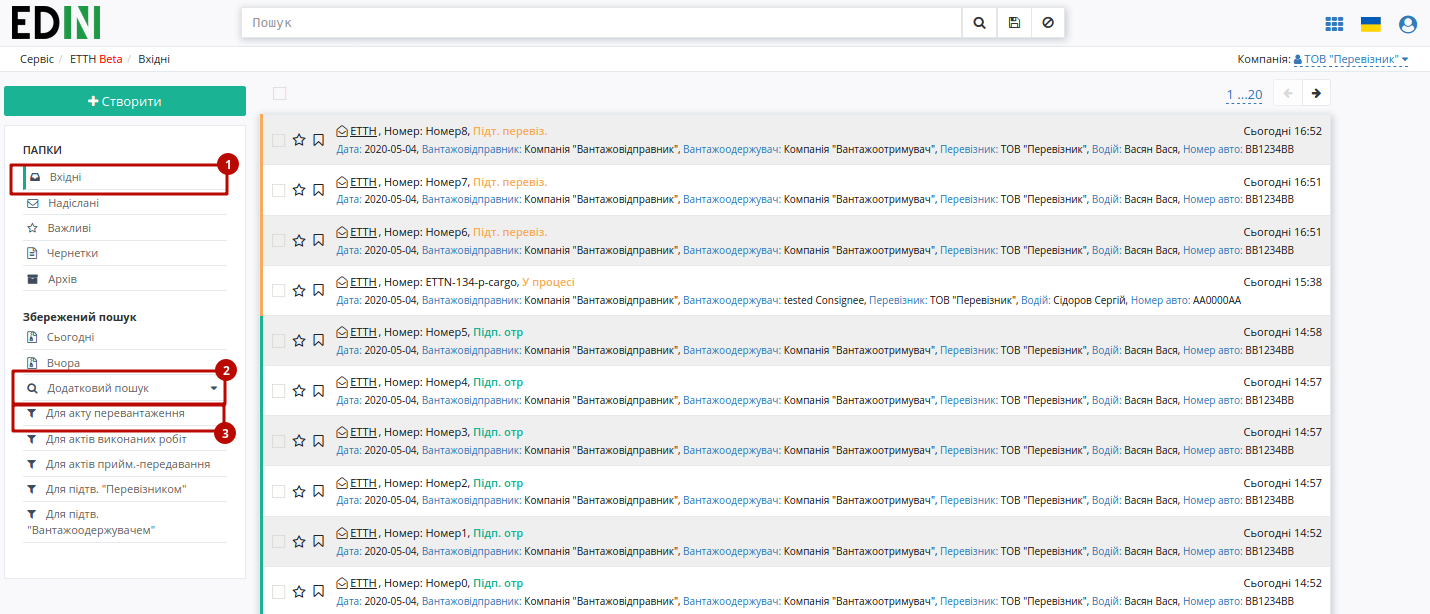 EDIN
Пошук
Сервіс / ЕТТН Beta / Вхідні
Компанія: ТОВ "Перевізник"
Створити
1 ...20
ПАПКИ
1
Вхідні
Надіслані
Важливі
Чернетки
Архів
Збережений пошук
Сьогодні
Вчора
2
Додатковий пошук
Для акту перевантаження
3
Для актів виконаних робіт
Для актів прийм.-передавання
Для підтв. "Перевізником"
Для підтв.
"Вантажоодержувачем"
ЕТТН, Номер: Номер8, Підт. перевіз. Сьогодні 16:52
Дата: 2020-05-04, Вантажовідправник: Компанія "Вантажовідправник", Вантажоодержувач: Компанія "Вантажоотримувач", Перевізник: ТОВ "Перевізник", Водій: Васян Вася, Номер авто: BB1234BB
ЕТТН, Номер: Номер7, Підт. перевіз. Сьогодні 16:51
Дата: 2020-05-04, Вантажовідправник: Компанія "Вантажовідправник", Вантажоодержувач: Компанія "Вантажоотримувач", Перевізник: ТОВ "Перевізник", Водій: Васян Вася, Номер авто: BB1234BB
ЕТТН, Номер: Номер6, Підт. перевіз. Сьогодні 16:51
Дата: 2020-05-04, Вантажовідправник: Компанія "Вантажовідправник", Вантажоодержувач: Компанія "Вантажоотримувач", Перевізник: ТОВ "Перевізник", Водій: Васян Вася, Номер авто: BB1234BB
ЕТТН, Номер: ETTN-134-p-cargo, У процесі Сьогодні 15:38
Дата: 2020-05-04, Вантажовідправник: Компанія "Вантажовідправник", Вантажоодержувач: tested Consignee, Перевізник: ТОВ "Перевізник", Водій: Сідоров Сергій, Номер авто: AA0000AA
ЕТТН, Номер: Номер5, Підп. отр Сьогодні 14:58
Дата: 2020-05-04, Вантажовідправник: Компанія "Вантажовідправник", Вантажоодержувач: Компанія "Вантажоотримувач", Перевізник: ТОВ "Перевізник", Водій: Васян Вася, Номер авто: BB1234BB
ЕТТН, Номер: Номер4, Підп. отр Сьогодні 14:57
Дата: 2020-05-04, Вантажовідправник: Компанія "Вантажовідправник", Вантажоодержувач: Компанія "Вантажоотримувач", Перевізник: ТОВ "Перевізник", Водій: Васян Вася, Номер авто: BB1234BB
ЕТТН, Номер: Номер3, Підп. отр Сьогодні 14:57
Дата: 2020-05-04, Вантажовідправник: Компанія "Вантажовідправник", Вантажоодержувач: Компанія "Вантажоотримувач", Перевізник: ТОВ "Перевізник", Водій: Васян Вася, Номер авто: BB1234BB
ЕТТН, Номер: Номер2, Підп. отр Сьогодні 14:57
Дата: 2020-05-04, Вантажовідправник: Компанія "Вантажовідправник", Вантажоодержувач: Компанія "Вантажоотримувач", Перевізник: ТОВ "Перевізник", Водій: Васян Вася, Номер авто: BB1234BB
ЕТТН, Номер: Номер1, Підп. отр Сьогодні 14:52
Дата: 2020-05-04, Вантажовідправник: Компанія "Вантажовідправник", Вантажоодержувач: Компанія "Вантажоотримувач", Перевізник: ТОВ "Перевізник", Водій: Васян Вася, Номер авто: BB1234BB
ЕТТН, Номер: Номер0, Підп. отр Сьогодні 14:52
Дата: 2020-05-04, Вантажовідправник: Компанія "Вантажовідправник", Вантажоодержувач: Компанія "Вантажоотримувач", Перевізник: ТОВ "Перевізник", Водій: Васян Вася, Номер авто: BB1234BB